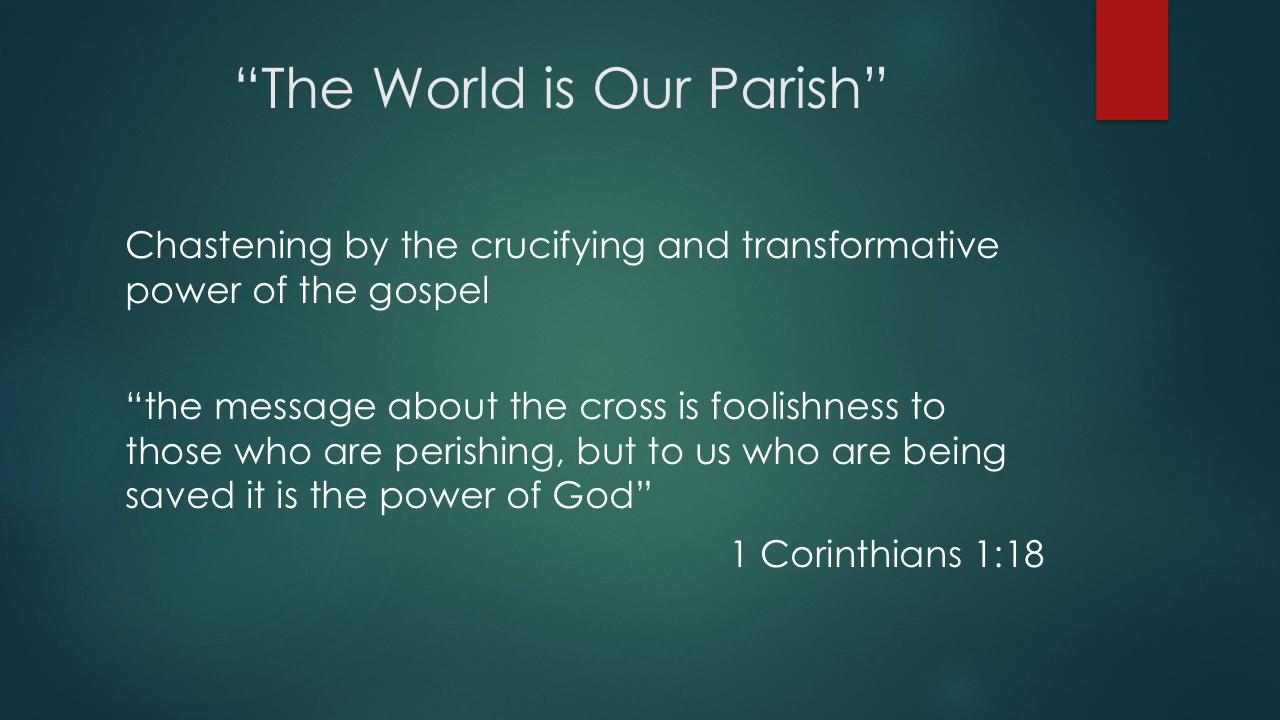 “The World is Our Parish”
Chastening by the crucifying and transformative
power of the gospel
“the message about the cross is foolishness to
those who are perishing, but to us who are being
saved it is the power of God”
1 Corinthians 1:18